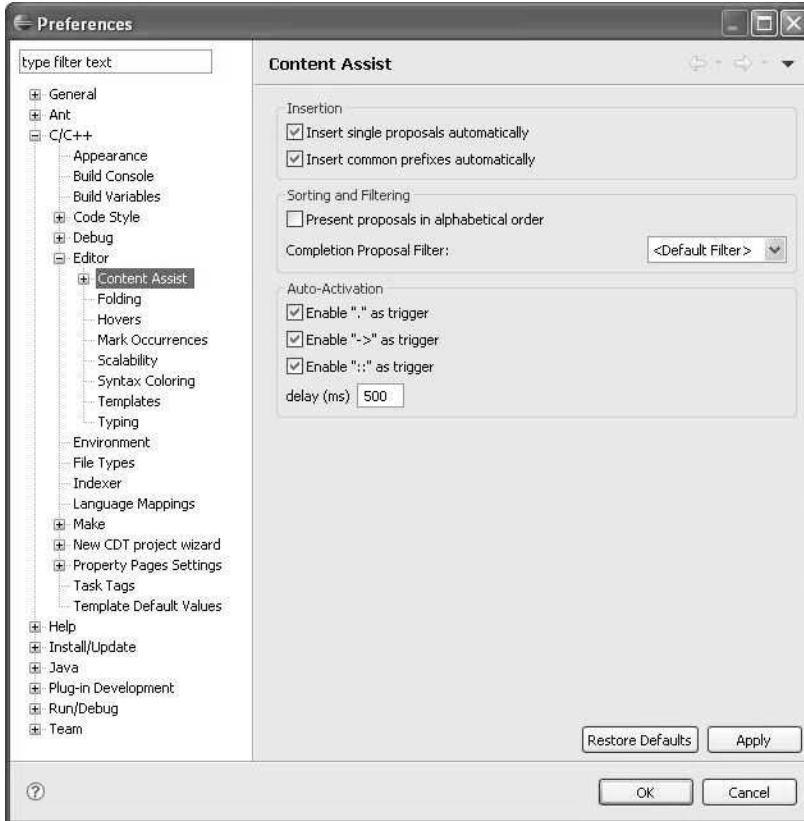 Preferences
type filter text
General
Ant
C/C++
Appearance
Build Console
Build Variables
Code Style
Debug
Editor
Content Assist
Folding
Hovers
Mark Occurrences
Scalability
Syntax Coloring
Templates
Typing
Environment
File Types
Indexer
Language Mappings
Make
New CDT project wizard
Property Pages Settings
Task Tags
Template Default Values
Help
Install/Update
Java
Plug-in Development
Run/Debug
Team
Content Assist
Insertion
Insert single proposals automatically
Insert common prefixes automatically
Sorting and Filtering
Present proposals in alphabetical order
Completion Proposal Filter: <Default Filter>
Auto-Activation
Enable "." as trigger
Enable "->" as trigger
Enable "::" as trigger
delay (ms) 500
Restore Defaults Apply
? OK Cancel